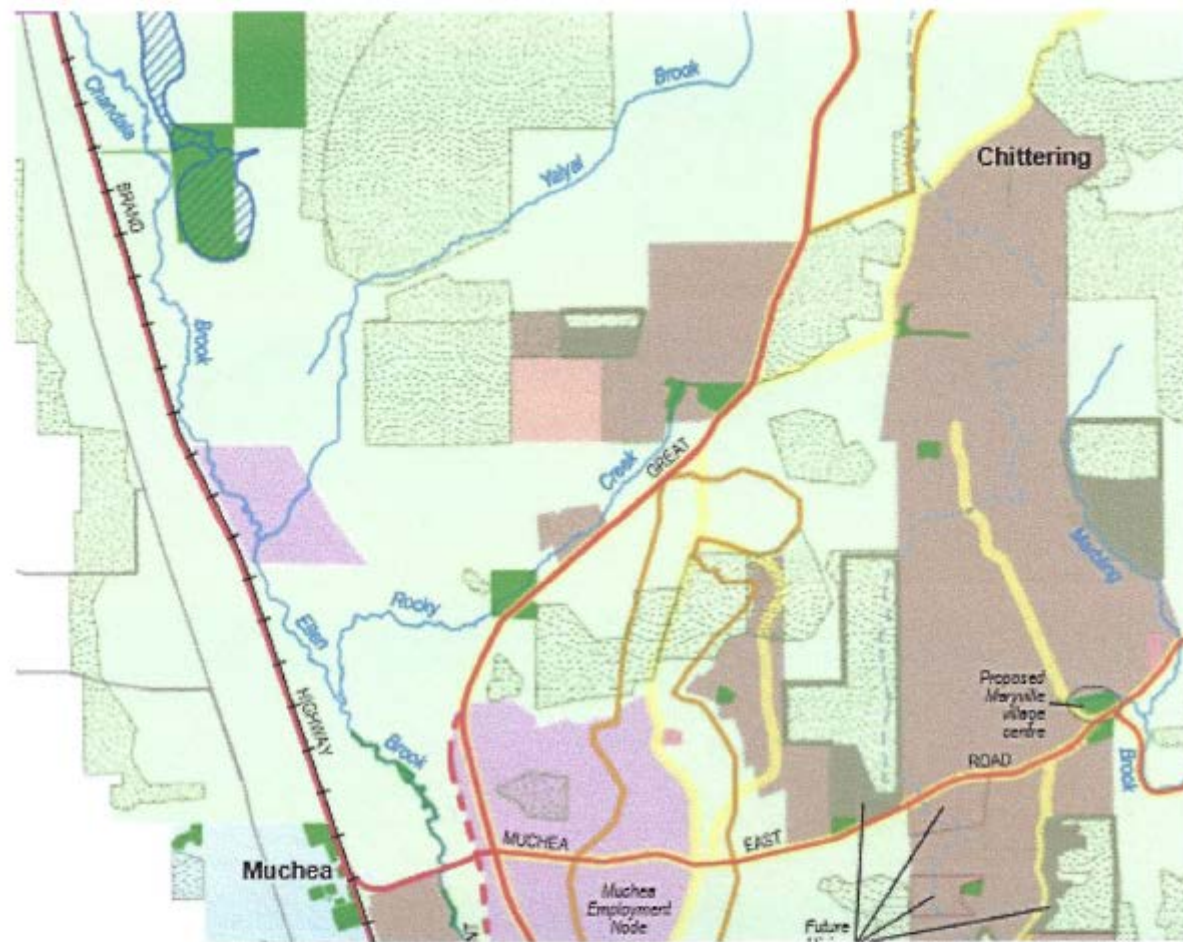 Chandala
Brook
Yalyal
BRAND
Chittering
Brook
GREAT
Creek
Rocky
Ellen
HIGHWAY
Brook
Proposed
Maryville
village
centre
ROAD
Brook
MUCHEA
EAST
Muchea
Muchea
Employment
Node
Future